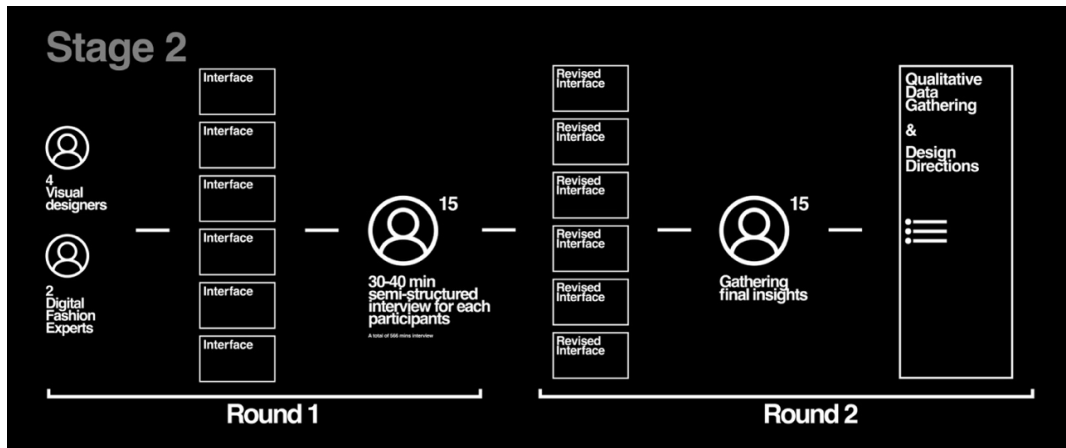 Stage 2
4
Visual
designers
2
Digital
Fashion
Experts
Interface
Interface
Interface
Interface
Interface
Interface
15
30-40 min
semi-structured
interview for each
participants
A total of 566 mins interview
Round 1
Revised
Interface
Revised
Interface
Revised
Interface
Revised
Interface
Revised
Interface
Revised
Interface
15
Gathering
final insights
Qualitative
Data
Gathering
&
Design
Directions
Round 2